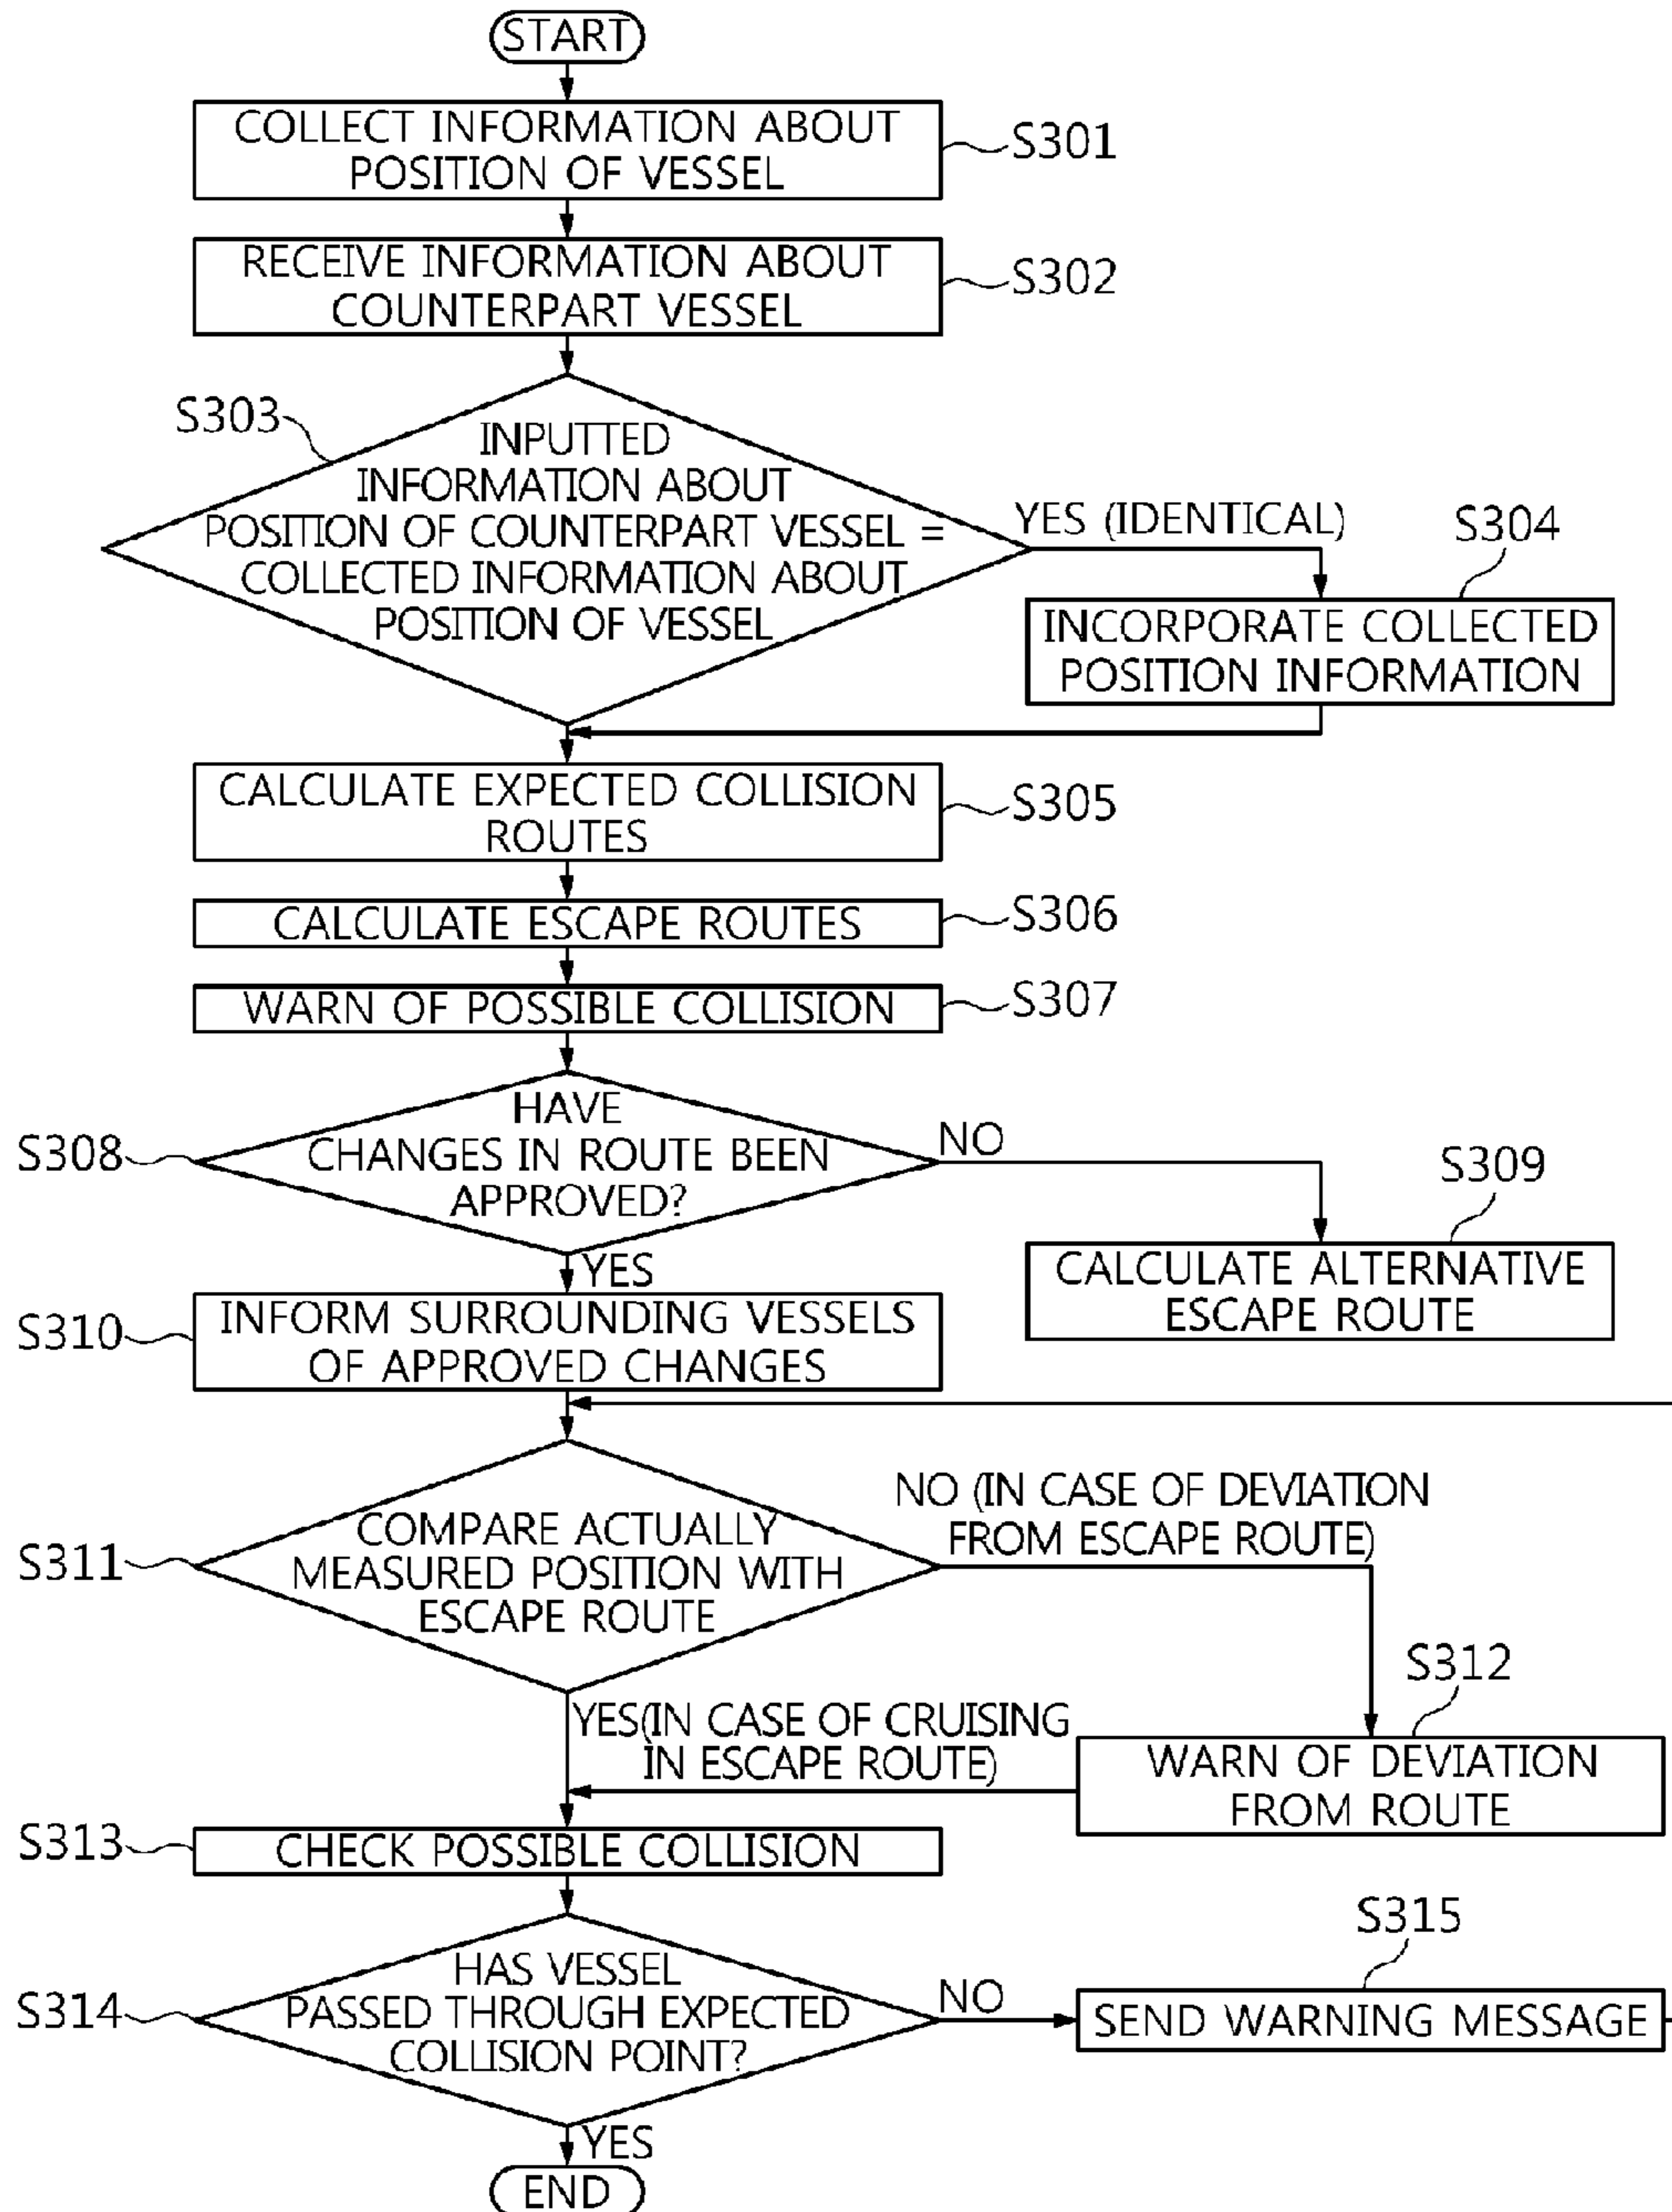 START
COLLECT INFORMATION ABOUT
POSITION OF VESSEL
S301
RECEIVE INFORMATION ABOUT
COUNTERPART VESSEL
S302
S303
INPUTTED
INFORMATION ABOUT
POSITION OF COUNTERPART VESSEL =
COLLECTED INFORMATION ABOUT
POSITION OF VESSEL
YES (IDENTICAL)
S304
INCORPORATE COLLECTED
POSITION INFORMATION
CALCULATE EXPECTED COLLISION
ROUTES
S305
CALCULATE ESCAPE ROUTES
S306
WARN OF POSSIBLE COLLISION
S307
S308
HAVE
CHANGES IN ROUTE BEEN
APPROVED?
NO
S309
CALCULATE ALTERNATIVE
ESCAPE ROUTE
YES
S310
INFORM SURROUNDING VESSELS
OF APPROVED CHANGES
S311
COMPARE ACTUALLY
MEASURED POSITION WITH
ESCAPE ROUTE
NO (IN CASE OF DEVIATION
FROM ESCAPE ROUTE)
S312
WARN OF DEVIATION
FROM ROUTE
YES(IN CASE OF CRUISING
IN ESCAPE ROUTE)
S313
CHECK POSSIBLE COLLISION
S314
HAS VESSEL
PASSED THROUGH EXPECTED
COLLISION POINT?
NO
S315
SEND WARNING MESSAGE
YES
END